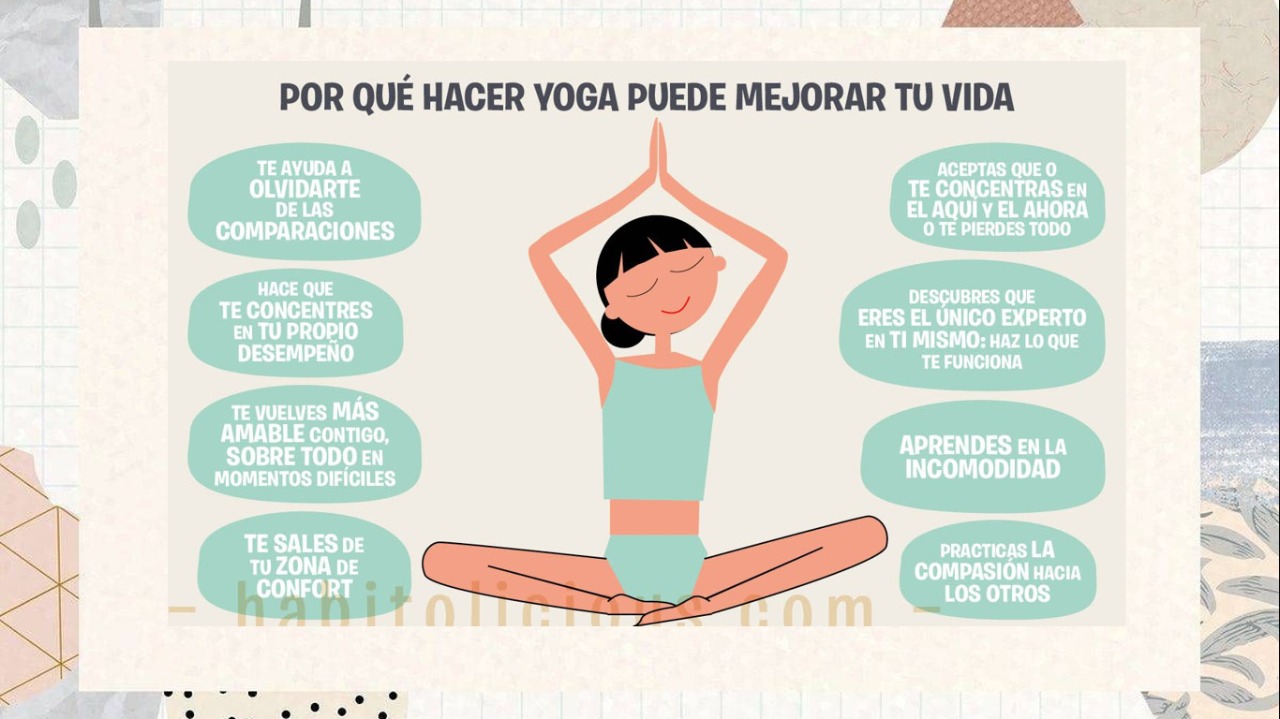 POR QUÉ HACER YOGA PUEDE MEJORAR TU VIDA
TE AYUDA A
OLVIDARTE
DE LAS
COMPARACIONES
HACE QUE
TE CONCENTRES
EN TU PROPIO
DESEMPEÑO
TE VUELVES MÁS
AMABLE CONTIGO,
SOBRE TODO EN
MOMENTOS DIFÍCILES
TE SALES DE
TU ZONA DE
CONFORT
ACEPTAS QUE O
TE CONCENTRAS EN
EL AQUÍ Y EL AHORA
O TE PIERDES TODO
DESCUBRES QUE
ERES EL ÚNICO EXPERTO
EN TI MISMO: HAZ LO QUE
TE FUNCIONA
APRENDES EN LA
INCOMODIDAD
PRACTICAS LA
COMPASIÓN HACIA
LOS OTROS
- habitolicious.com -